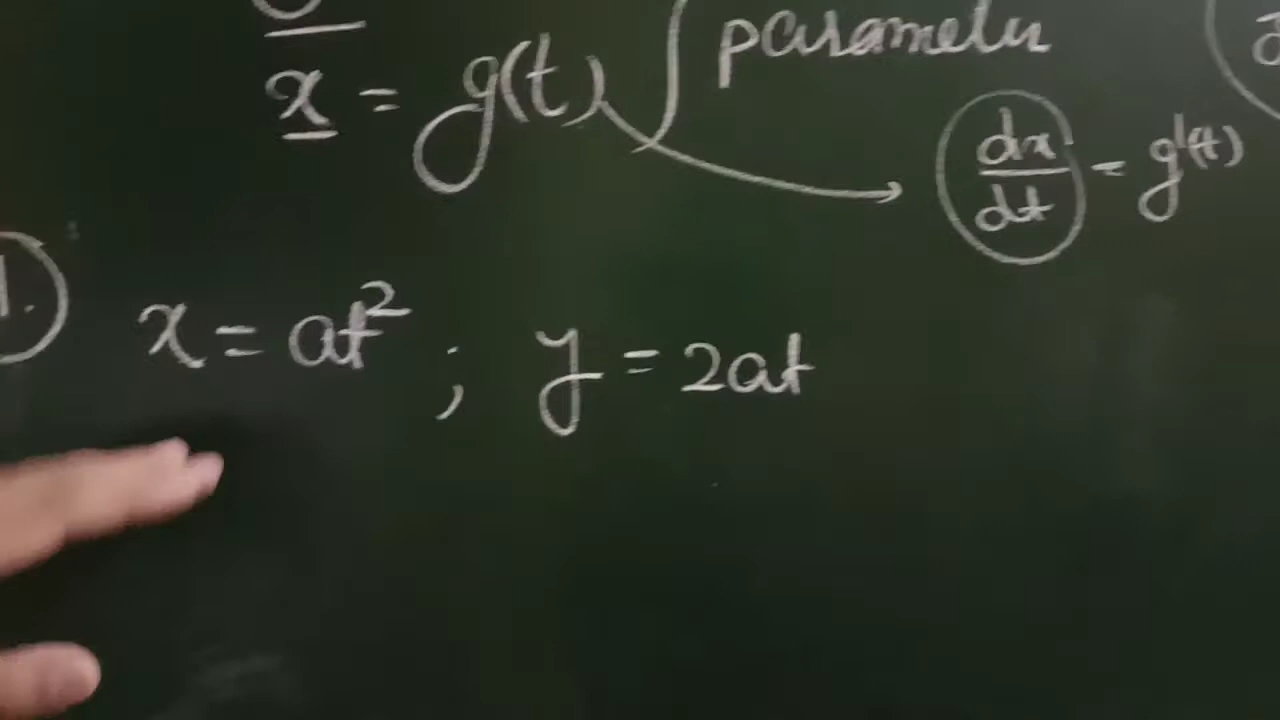 x = g(t) } parameter
dx/dt = g'(t)
1. x = at² ; y = 2at